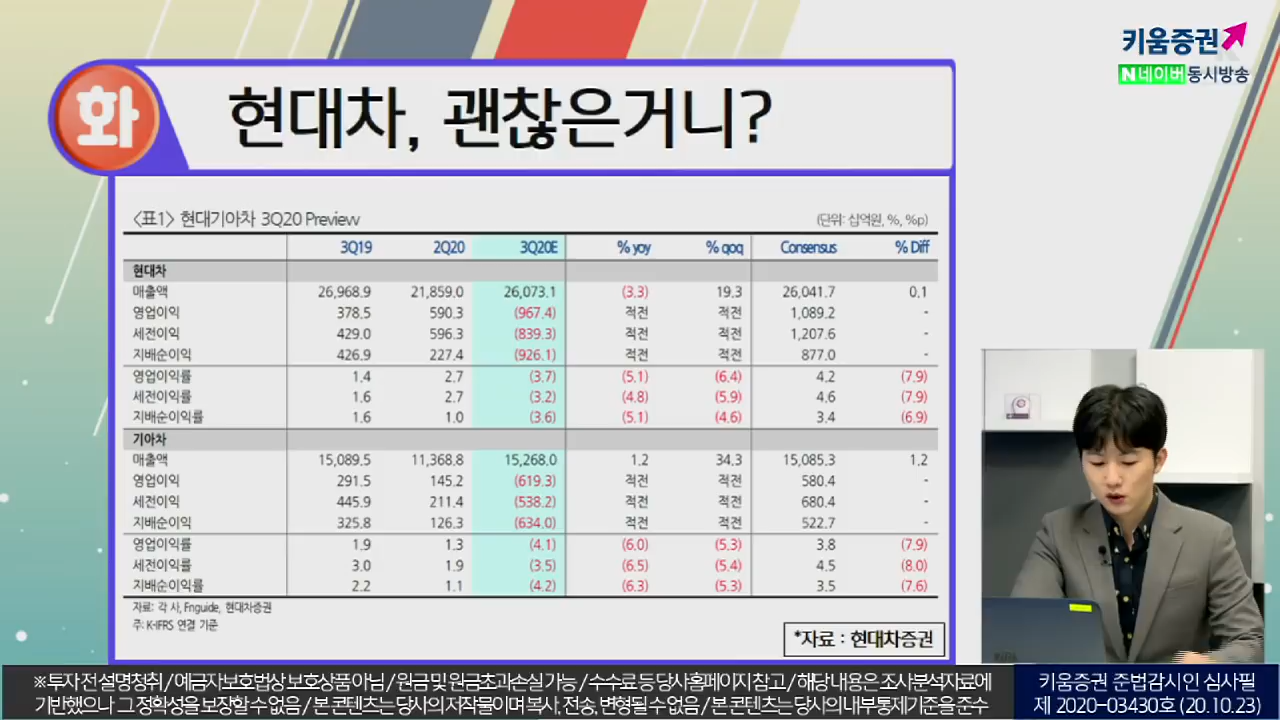 키움증권
N네이버동시방송
화 현대차, 괜찮은거니?
<표1> 현대기아차 3Q20 Preview (단위: 십억원, %, %p)
3Q19 2Q20 3Q20E % yoy % qoq Consensus % Diff
현대차
매출액 26,968.9 21,859.0 26,073.1 (3.3) 19.3 26,041.7 0.1
영업이익 378.5 590.3 (967.4) 적전 적전 1,089.2 -
세전이익 429.0 596.3 (839.3) 적전 적전 1,207.6 -
지배순이익 426.9 227.4 (926.1) 적전 적전 877.0 -
영업이익률 1.4 2.7 (3.7) (5.1) (6.4) 4.2 (7.9)
세전이익률 1.6 2.7 (3.2) (4.8) (5.9) 4.6 (7.9)
지배순이익률 1.6 1.0 (3.6) (5.1) (4.6) 3.4 (6.9)
기아차
매출액 15,089.5 11,368.8 15,268.0 1.2 34.3 15,085.3 1.2
영업이익 291.5 145.2 (619.3) 적전 적전 580.4 -
세전이익 445.9 211.4 (538.2) 적전 적전 680.4 -
지배순이익 325.8 126.3 (634.0) 적전 적전 522.7 -
영업이익률 1.9 1.3 (4.1) (6.0) (5.3) 3.8 (7.9)
세전이익률 3.0 1.9 (3.5) (6.5) (5.4) 4.5 (8.0)
지배순이익률 2.2 1.1 (4.2) (6.3) (5.3) 3.5 (7.6)
자료: 각 사, Fnguide, 현대차증권
주: K-IFRS 연결 기준
*자료 : 현대차증권
※ 투자 전 설명청취 / 예금자보호법상 보호상품 아님 / 원금 및 원금초과손실 가능 / 수수료 등 당사 홈페이지 참고 / 해당 내용은 조사분석자료에
기반했으나 그 정확성을 보장할 수 없음 / 본 콘텐츠는 당사의 저작물이며 복사, 전송, 변형될 수 없음 / 본 콘텐츠는 당사의 내부통제기준을 준수
키움증권 준법감시인 심사필
제 2020-03430호 (20.10.23)